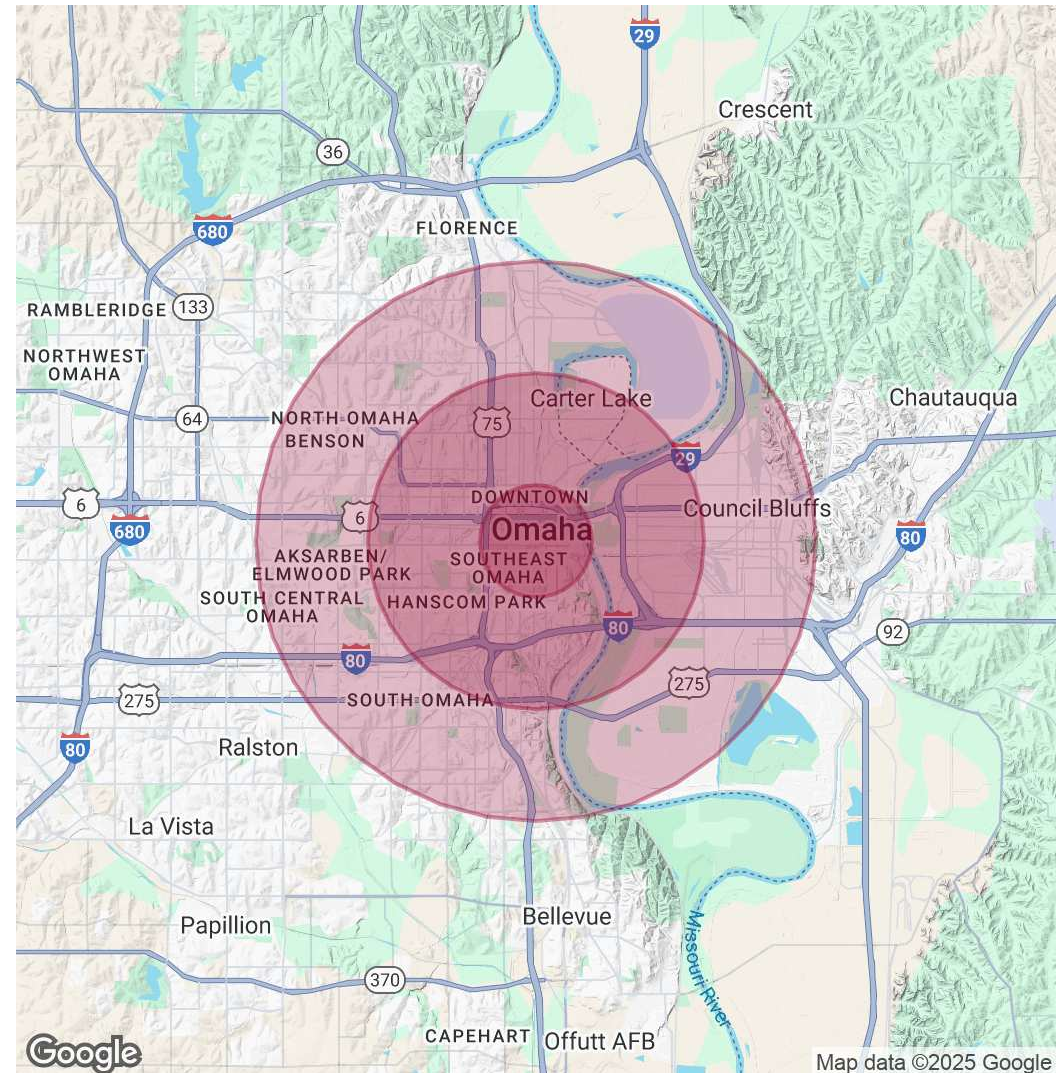 29
Crescent
36
680
FLORENCE
RAMBLERIDGE
133
NORTHWEST
OMAHA
64
NORTH OMAHA
BENSON
Carter Lake
75
Chautauqua
29
6
DOWNTOWN
Council Bluffs
6
680
Omaha
80
AKSARBEN/
ELMWOOD PARK
SOUTHEAST
OMAHA
SOUTH CENTRAL
OMAHA
HANSCOM PARK
80
92
80
275
275
SOUTH OMAHA
80
Ralston
La Vista
Papillion
Bellevue
Missouri River
370
CAPEHART
Offutt AFB
Google
Map data ©2025 Google